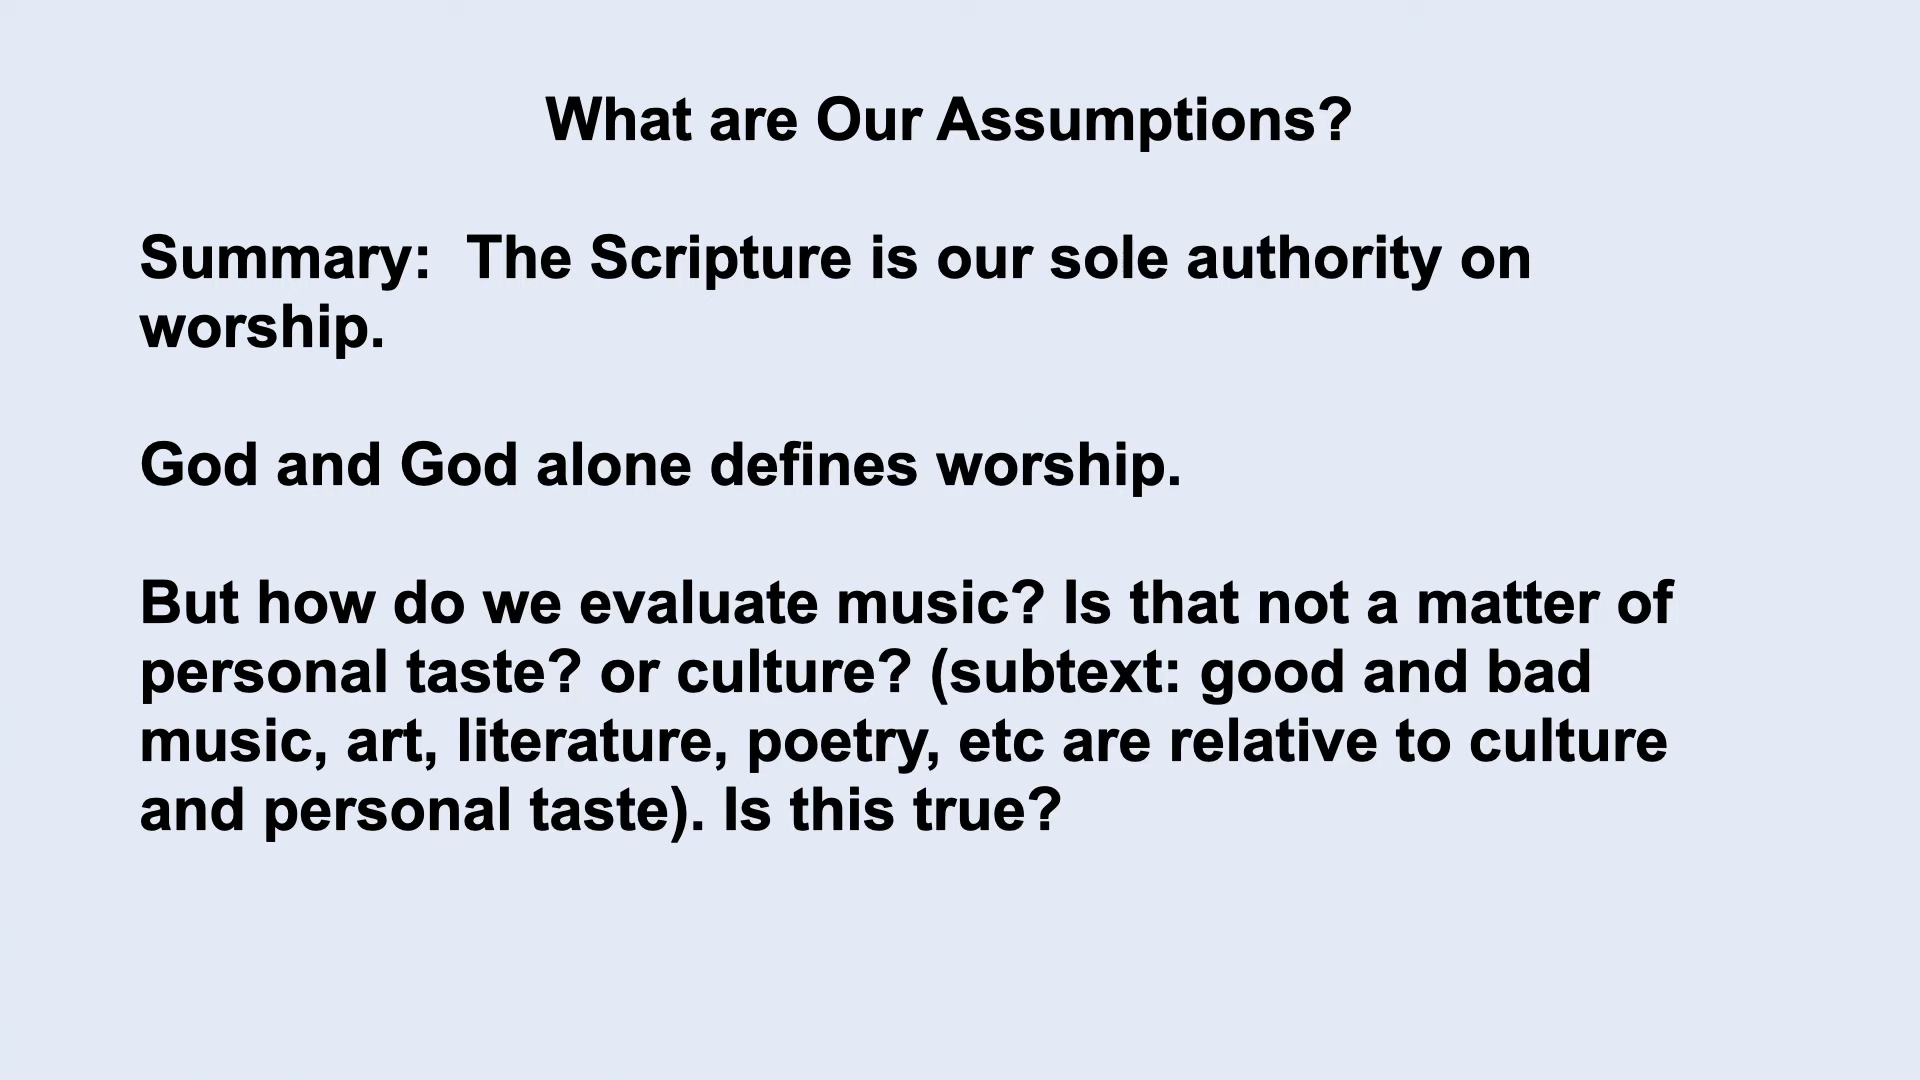 What are Our Assumptions?
Summary:  The Scripture is our sole authority on
worship.
God and God alone defines worship.
But how do we evaluate music? Is that not a matter of
personal taste? or culture? (subtext: good and bad
music, art, literature, poetry, etc are relative to culture
and personal taste). Is this true?